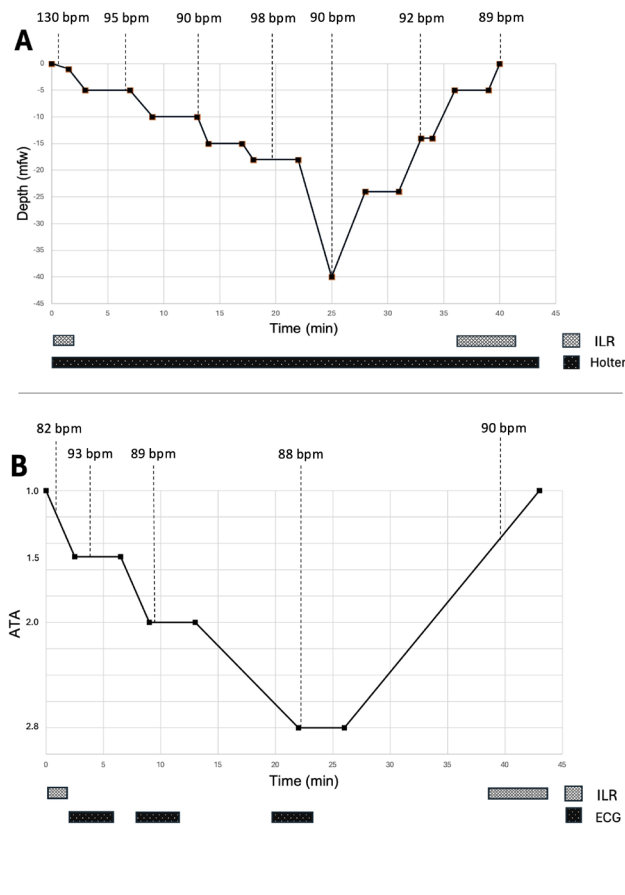 130 bpm 95 bpm 90 bpm 98 bpm 90 bpm 92 bpm 89 bpm
A
0
-5
-10
-15
-20
-25
-30
-35
-40
-45
Depth (mfw)
0 5 10 15 20 25 30 35 40 45
Time (min)
ILR
Holter
82 bpm 90 bpm
93 bpm 89 bpm 88 bpm
B
1.0
1.5
2.0
2.8
ATA
0 5 10 15 20 25 30 35 40 45
Time (min)
ILR
ECG